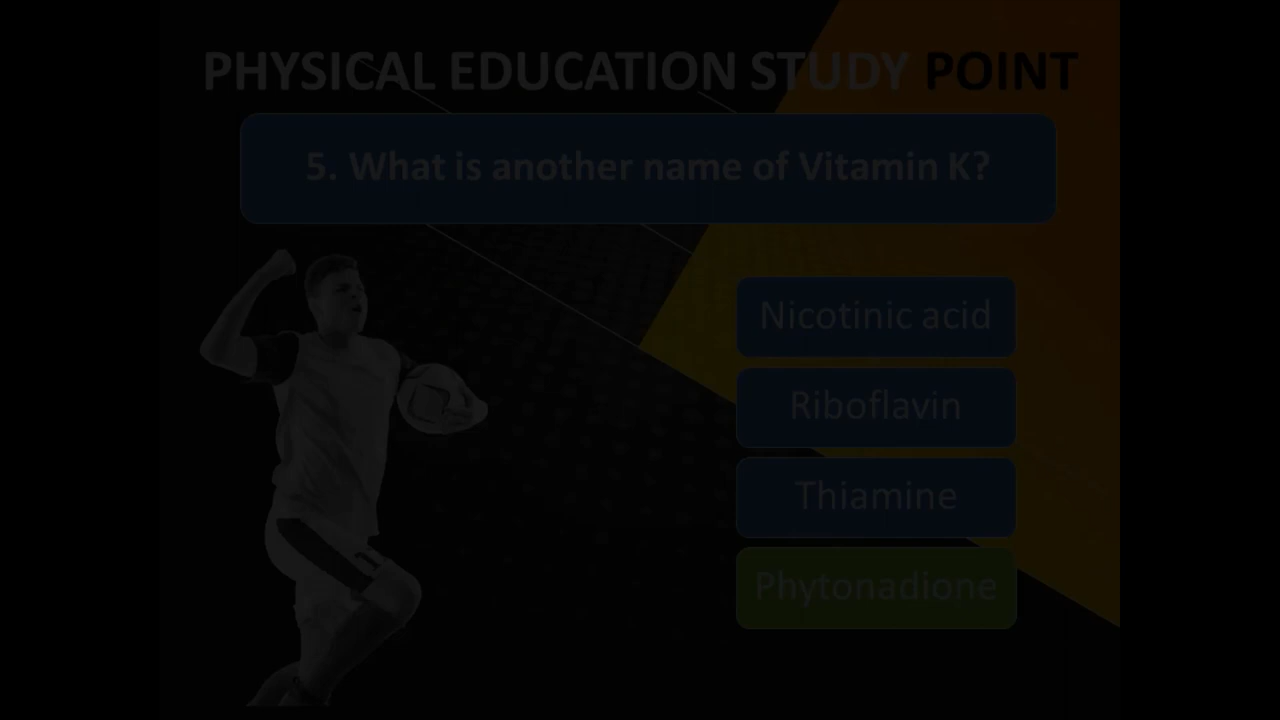 PHYSICAL EDUCATION STUDY POINT
5. What is another name of Vitamin K?
Nicotinic acid
Riboflavin
Thiamine
Phytonadione